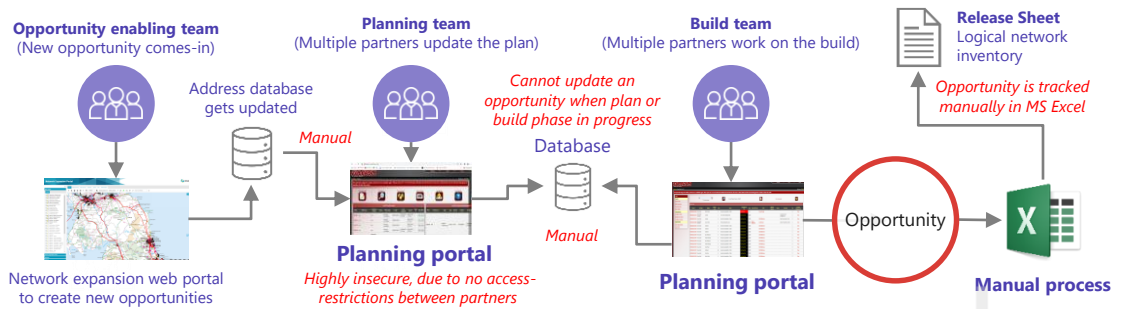 Opportunity enabling team
(New opportunity comes-in)
Address database
gets updated
Network expansion web portal
to create new opportunities
Planning team
(Multiple partners update the plan)
Manual
Planning portal
Highly insecure, due to no access-
restrictions between partners
Cannot update an
opportunity when plan or
build phase in progress
Database
Manual
Build team
(Multiple partners work on the build)
Planning portal
Opportunity
Release Sheet
Logical network
inventory
Opportunity is tracked
manually in MS Excel
X
Manual process